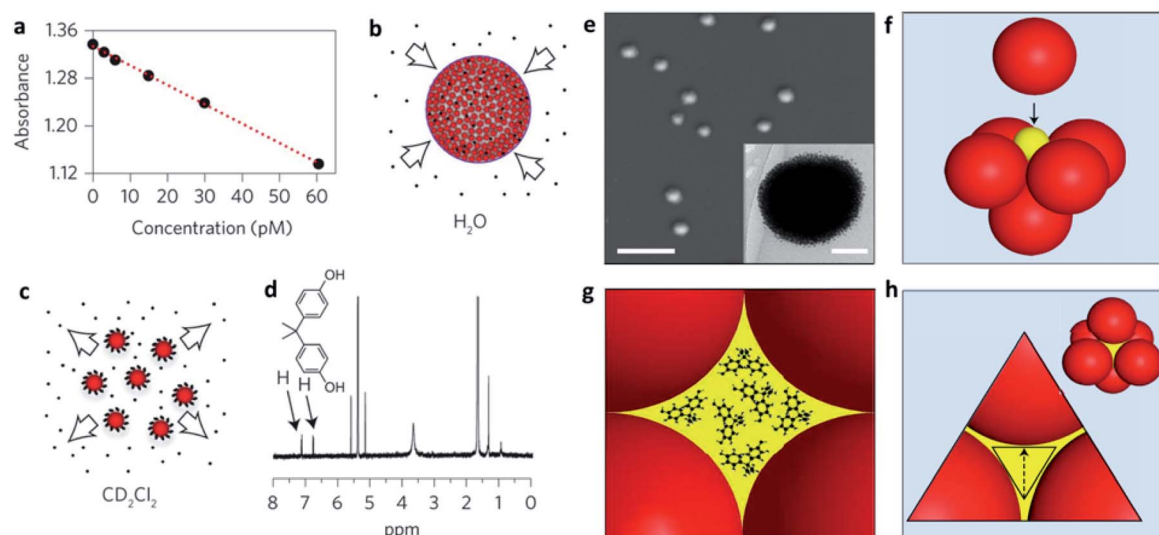 a
1.36
1.28
1.20
1.12
Absorbance
0 10 20 30 40 50 60
Concentration (pM)
b
H₂O
c
CD₂Cl₂
d
OH
OH
H H
8 7 6 5 4 3 2 1 0
ppm
e
f
g
h